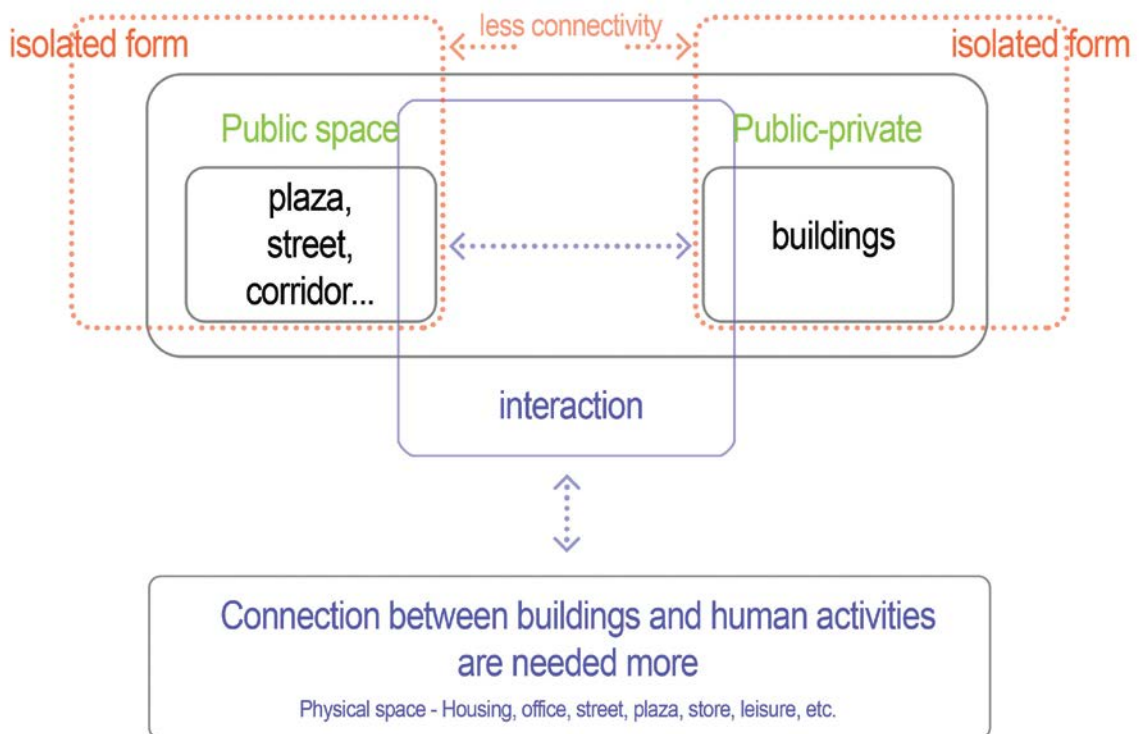 less connectivity
isolated form
isolated form
Public space
Public-private
plaza,
street,
corridor...
buildings
interaction
Connection between buildings and human activities
are needed more
Physical space - Housing, office, street, plaza, store, leisure, etc.